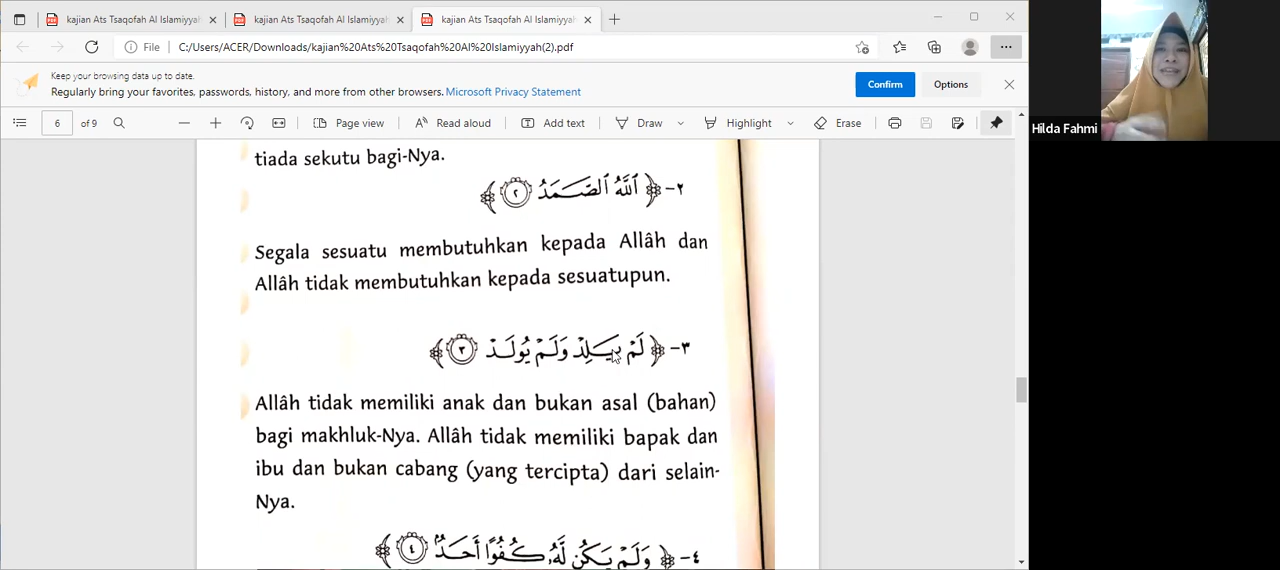 kajian Ats Tsaqofah Al Islamiyyah
kajian Ats Tsaqofah Al Islamiyyah
kajian Ats Tsaqofah Al Islamiyyah
File
C:/Users/ACER/Downloads/kajian%20Ats%20Tsaqofah%20Al%20Islamiyyah(2).pdf
Keep your browsing data up to date.
Regularly bring your favorites, passwords, history, and more from other browsers. Microsoft Privacy Statement
Confirm
Options
6 of 9
Page view
Read aloud
Add text
Draw
Highlight
Erase
Hilda Fahmi
tiada sekutu bagi-Nya.
٢- ﴿ ٱللَّهُ ٱلصَّمَدُ ٢ ﴾
Segala sesuatu membutuhkan kepada Allâh dan
Allâh tidak membutuhkan kepada sesuatupun.
٣- ﴿ لَمْ يَلِدْ وَلَمْ يُولَدْ ٣ ﴾
Allâh tidak memiliki anak dan bukan asal (bahan)
bagi makhluk-Nya. Allâh tidak memiliki bapak dan
ibu dan bukan cabang (yang tercipta) dari selain-
Nya.
٤- ﴿ وَلَمْ يَكُن لَّهُۥ كُفُوًا أَحَدٌۢ ٤ ﴾